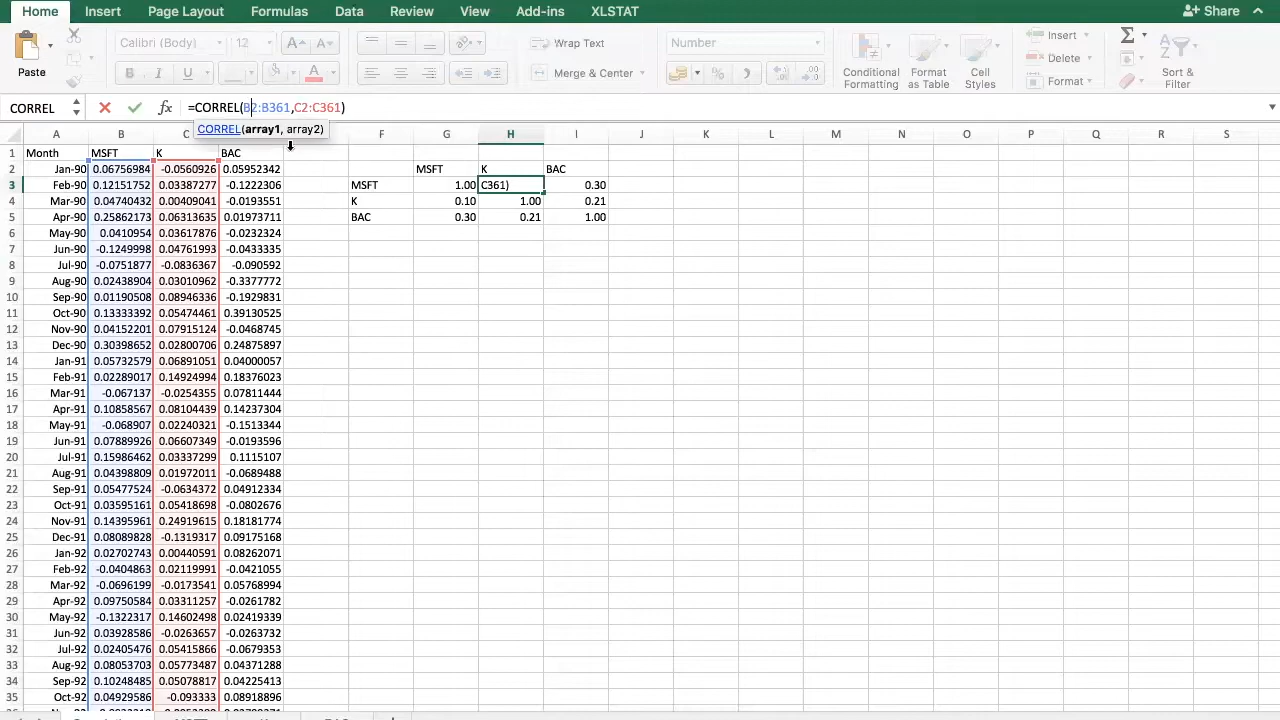 Home Insert Page Layout Formulas Data Review View Add-ins XLSTAT Share
Calibri (Body) 12 A A Wrap Text Number Insert Σ A Z
Paste B I U A Merge & Center % Conditional Formatting Format as Table Cell Styles Delete Format Sort & Filter
CORREL fx =CORREL(B2:B361,C2:C361)
CORREL(array1, array2)
A B C D E F G H I J K L M N O P Q R S
1 Month MSFT K BAC
2 Jan-90 0.06756984 -0.0560926 0.05952342 MSFT K BAC
3 Feb-90 0.12151752 0.03387277 -0.1222306 MSFT 1.00 C361) 0.30
4 Mar-90 0.04740432 0.00409041 -0.0193551 K 0.10 1.00 0.21
5 Apr-90 0.25862173 0.06313635 0.01973711 BAC 0.30 0.21 1.00
6 May-90 0.0410954 0.03617876 -0.0232324
7 Jun-90 -0.1249998 0.04761993 -0.0433335
8 Jul-90 -0.0751877 -0.0836367 -0.090592
9 Aug-90 0.02438904 0.03010962 -0.3377772
10 Sep-90 0.01190508 0.08946336 -0.1929831
11 Oct-90 0.13333392 0.05474461 0.39130525
12 Nov-90 0.04152201 0.07915124 -0.0468745
13 Dec-90 0.30398652 0.02800706 0.24875897
14 Jan-91 0.05732579 0.06891051 0.04000057
15 Feb-91 0.02289017 0.14924994 0.18376023
16 Mar-91 -0.067137 -0.0254355 0.07811444
17 Apr-91 0.10858567 0.08104439 0.14237304
18 May-91 -0.068907 0.02240321 -0.1513344
19 Jun-91 0.07889926 0.06607349 -0.0193596
20 Jul-91 0.15986462 0.03337299 0.1115107
21 Aug-91 0.04398809 0.01972011 -0.0689488
22 Sep-91 0.05477524 -0.0634372 0.04912334
23 Oct-91 0.03595161 0.05418698 -0.0802676
24 Nov-91 0.14395961 0.24919615 0.18181774
25 Dec-91 0.08089828 -0.1319317 0.09175168
26 Jan-92 0.02702743 0.00440591 0.08262071
27 Feb-92 -0.0404863 0.02119991 -0.0421055
28 Mar-92 -0.0696199 -0.0173541 0.05768994
29 Apr-92 0.09750584 0.03311257 -0.0261782
30 May-92 -0.1322317 0.14602498 0.02419339
31 Jun-92 0.03928586 -0.0263657 -0.0263732
32 Jul-92 0.02405476 0.05415866 -0.0679353
33 Aug-92 0.08053703 0.05773487 0.04371288
34 Sep-92 0.10248485 0.05078817 0.04225413
35 Oct-92 0.04929586 -0.093333 0.08918896